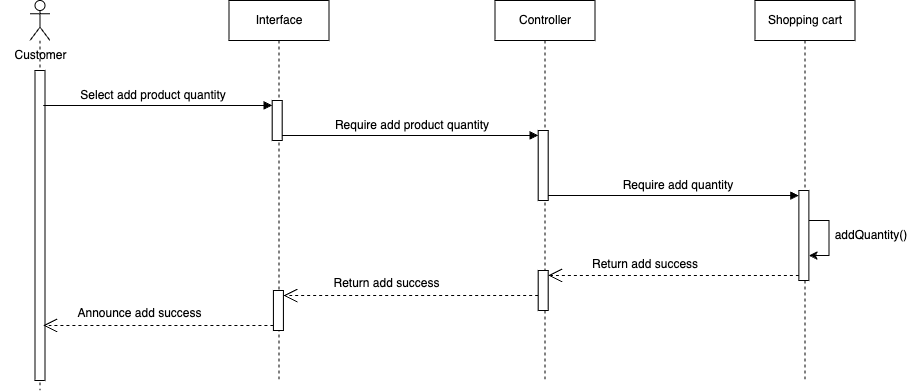 Interface
Controller
Shopping cart
Customer
Select add product quantity
Require add product quantity
Require add quantity
addQuantity()
Return add success
Return add success
Announce add success